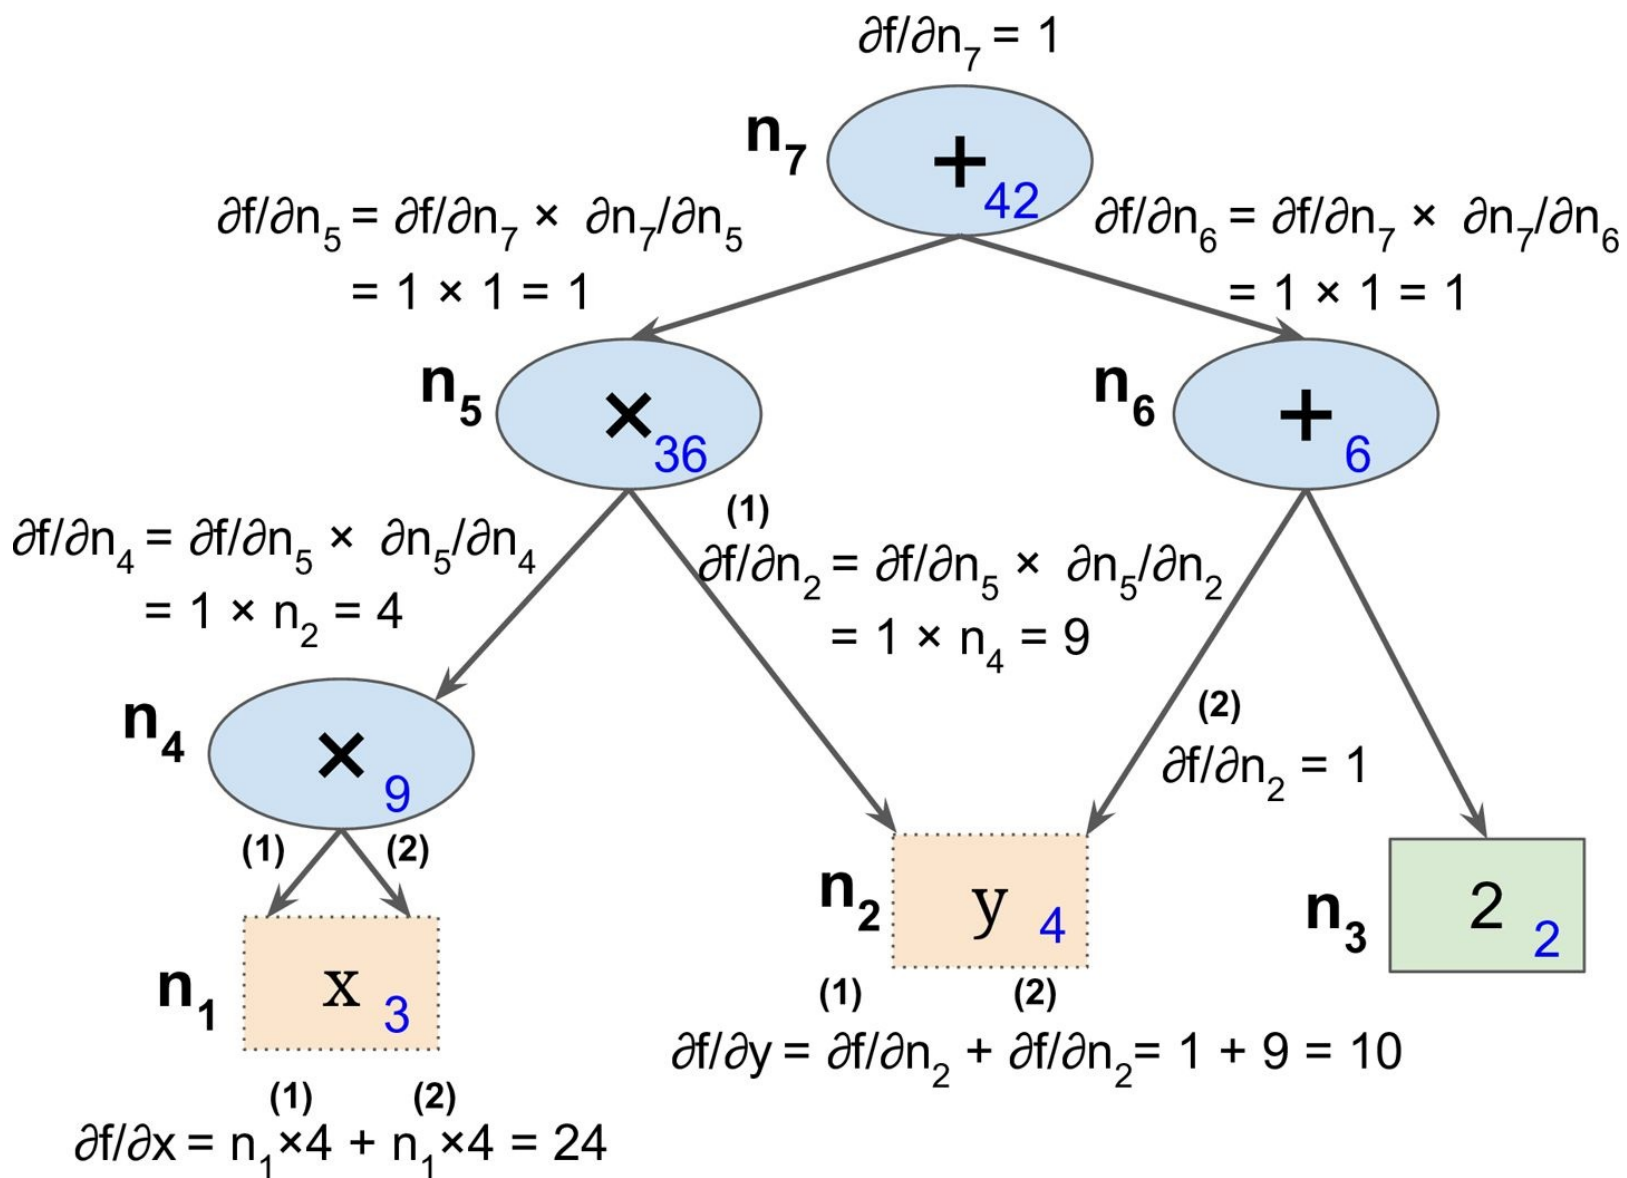 ∂f/∂n₇ = 1
n₇
+
42
∂f/∂n₅ = ∂f/∂n₇ × ∂n₇/∂n₅
= 1 × 1 = 1
∂f/∂n₆ = ∂f/∂n₇ × ∂n₇/∂n₆
= 1 × 1 = 1
n₅
×
36
n₆
+
6
∂f/∂n₄ = ∂f/∂n₅ × ∂n₅/∂n₄
= 1 × n₂ = 4
(1)
∂f/∂n₂ = ∂f/∂n₅ × ∂n₅/∂n₂
= 1 × n₄ = 9
(2)
∂f/∂n₂ = 1
n₄
×
9
(1) (2)
n₁
x 3
n₂
y 4
n₃
2 2
(1) (2)
∂f/∂y = ∂f/∂n₂ + ∂f/∂n₂= 1 + 9 = 10
(1) (2)
∂f/∂x = n₁×4 + n₁×4 = 24